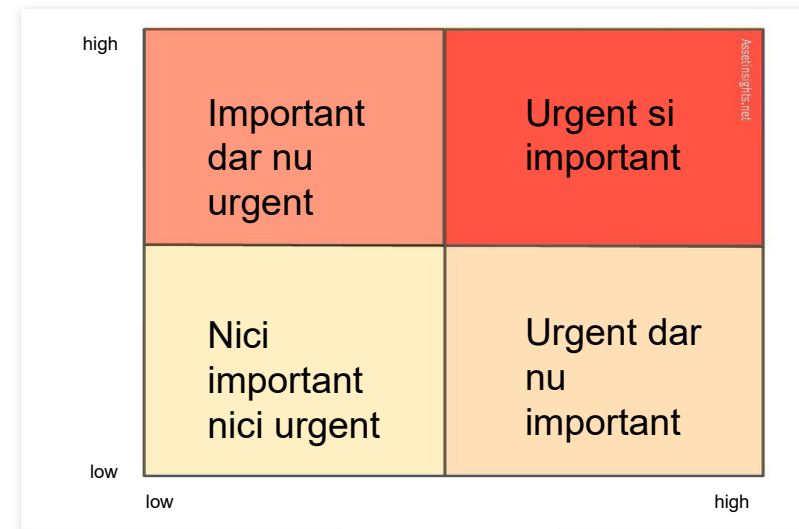 high
Important
dar nu
urgent
Urgent si
important
Assetinsights.net
Nici
important
nici urgent
Urgent dar
nu
important
low
low
high